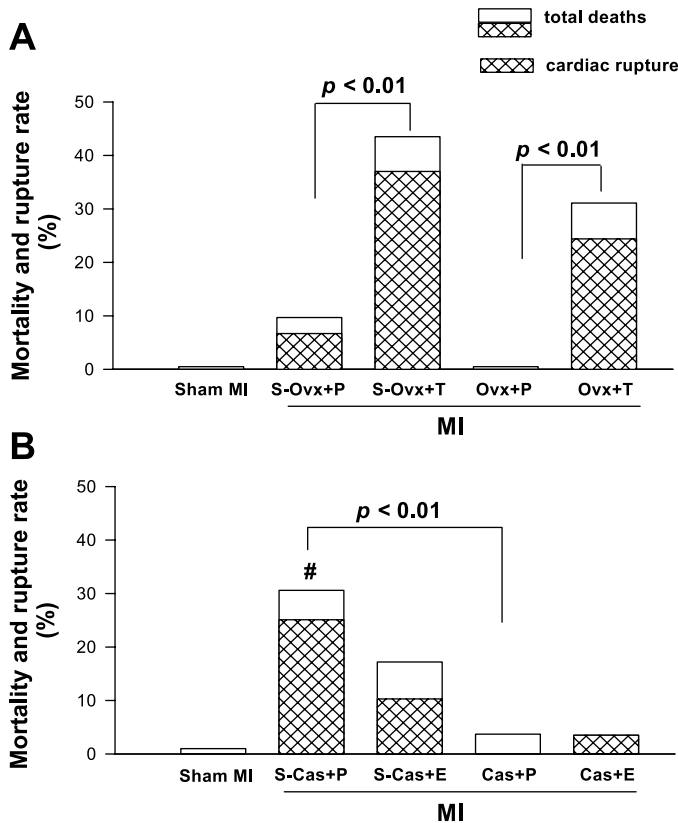 A
total deaths
cardiac rupture
Mortality and rupture rate
(%)
50
40
30
20
10
0
p < 0.01
p < 0.01
Sham MI S-Ovx+P S-Ovx+T Ovx+P Ovx+T
MI
B
Mortality and rupture rate
(%)
50
40
30
20
10
0
p < 0.01
#
Sham MI S-Cas+P S-Cas+E Cas+P Cas+E
MI